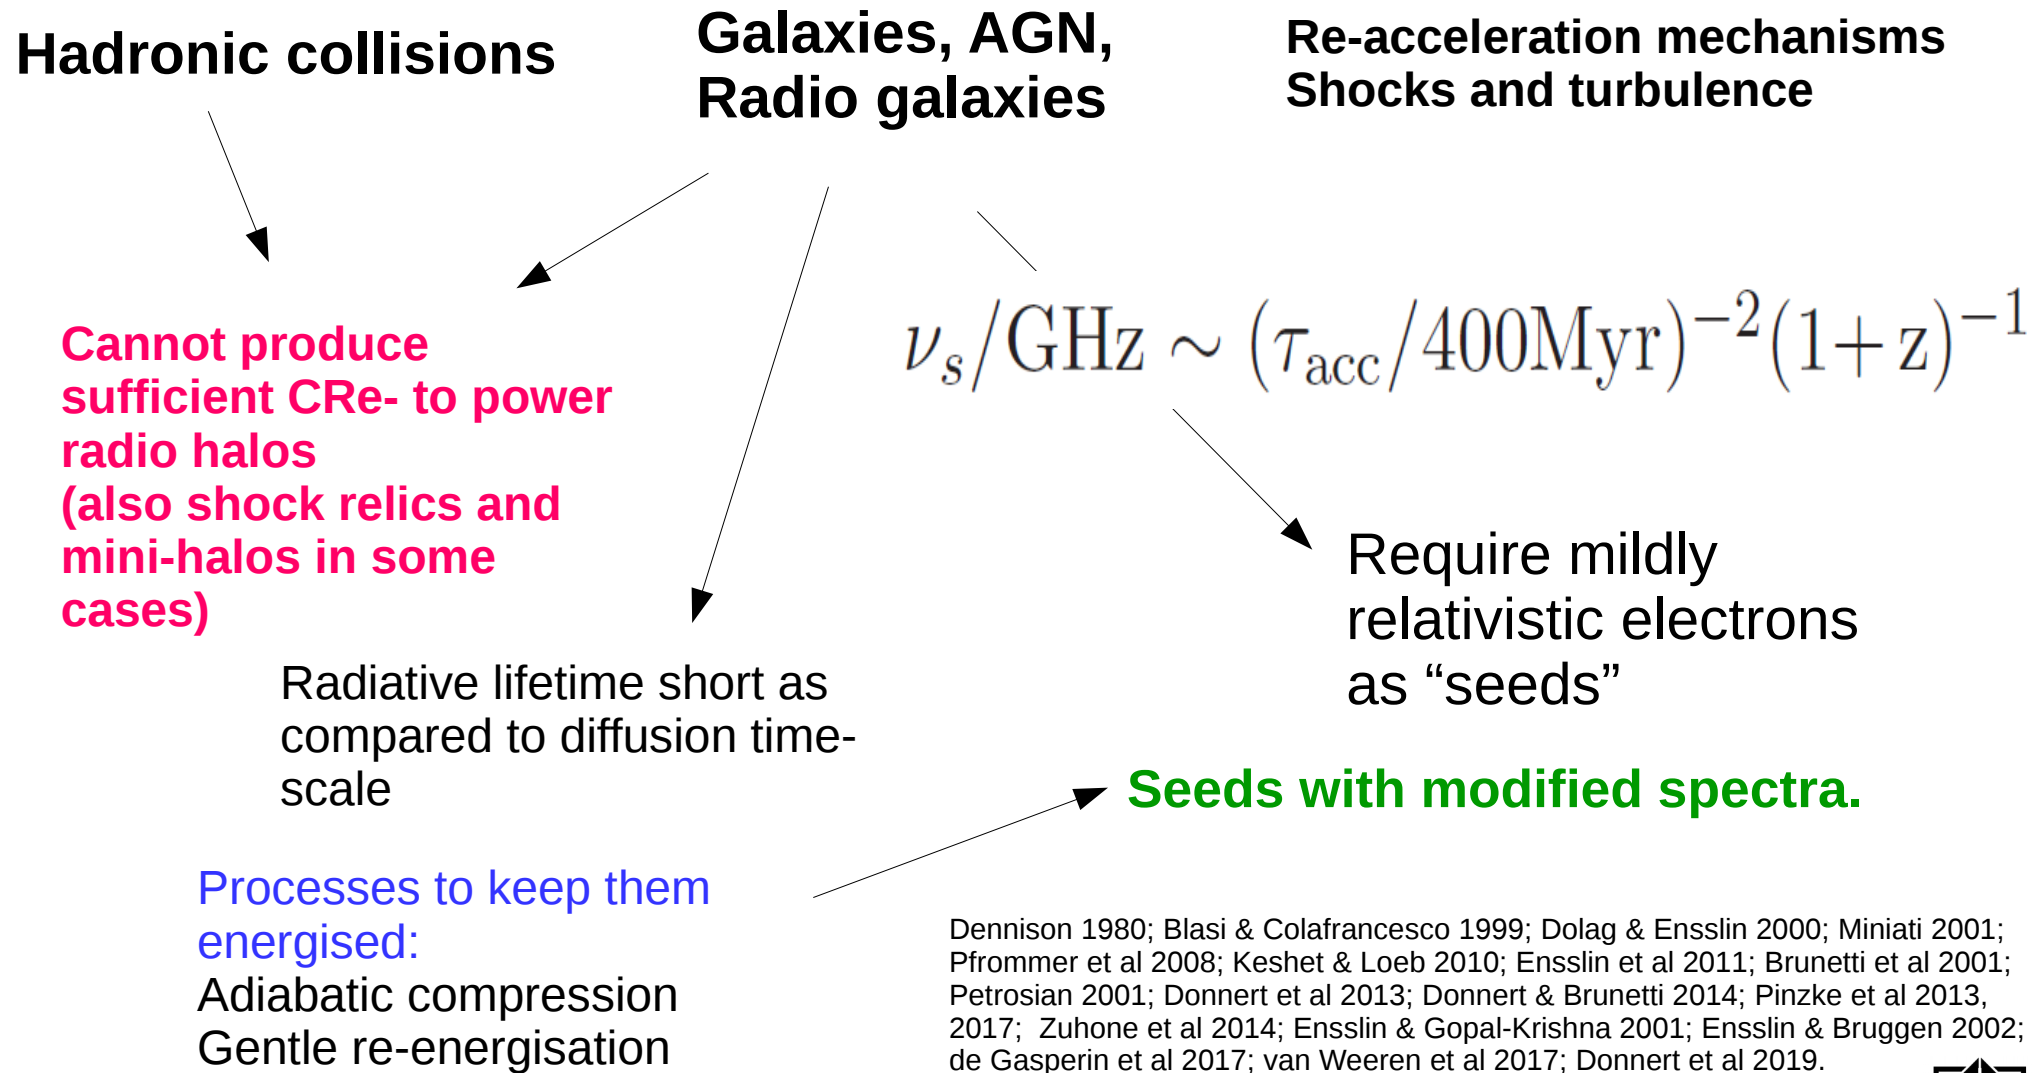 Hadronic collisions
Galaxies, AGN,
Radio galaxies
Re-acceleration mechanisms
Shocks and turbulence
ν_s/GHz ∼ (τ_acc/400Myr)^−2(1+z)^−1
Cannot produce
sufficient CRe- to power
radio halos
(also shock relics and
mini-halos in some
cases)
Require mildly
relativistic electrons
as “seeds”
Radiative lifetime short as
compared to diffusion time-
scale
Seeds with modified spectra.
Processes to keep them
energised:
Adiabatic compression
Gentle re-energisation
Dennison 1980; Blasi & Colafrancesco 1999; Dolag & Ensslin 2000; Miniati 2001;
Pfrommer et al 2008; Keshet & Loeb 2010; Ensslin et al 2011; Brunetti et al 2001;
Petrosian 2001; Donnert et al 2013; Donnert & Brunetti 2014; Pinzke et al 2013,
2017; Zuhone et al 2014; Ensslin & Gopal-Krishna 2001; Ensslin & Bruggen 2002;
de Gasperin et al 2017; van Weeren et al 2017; Donnert et al 2019.